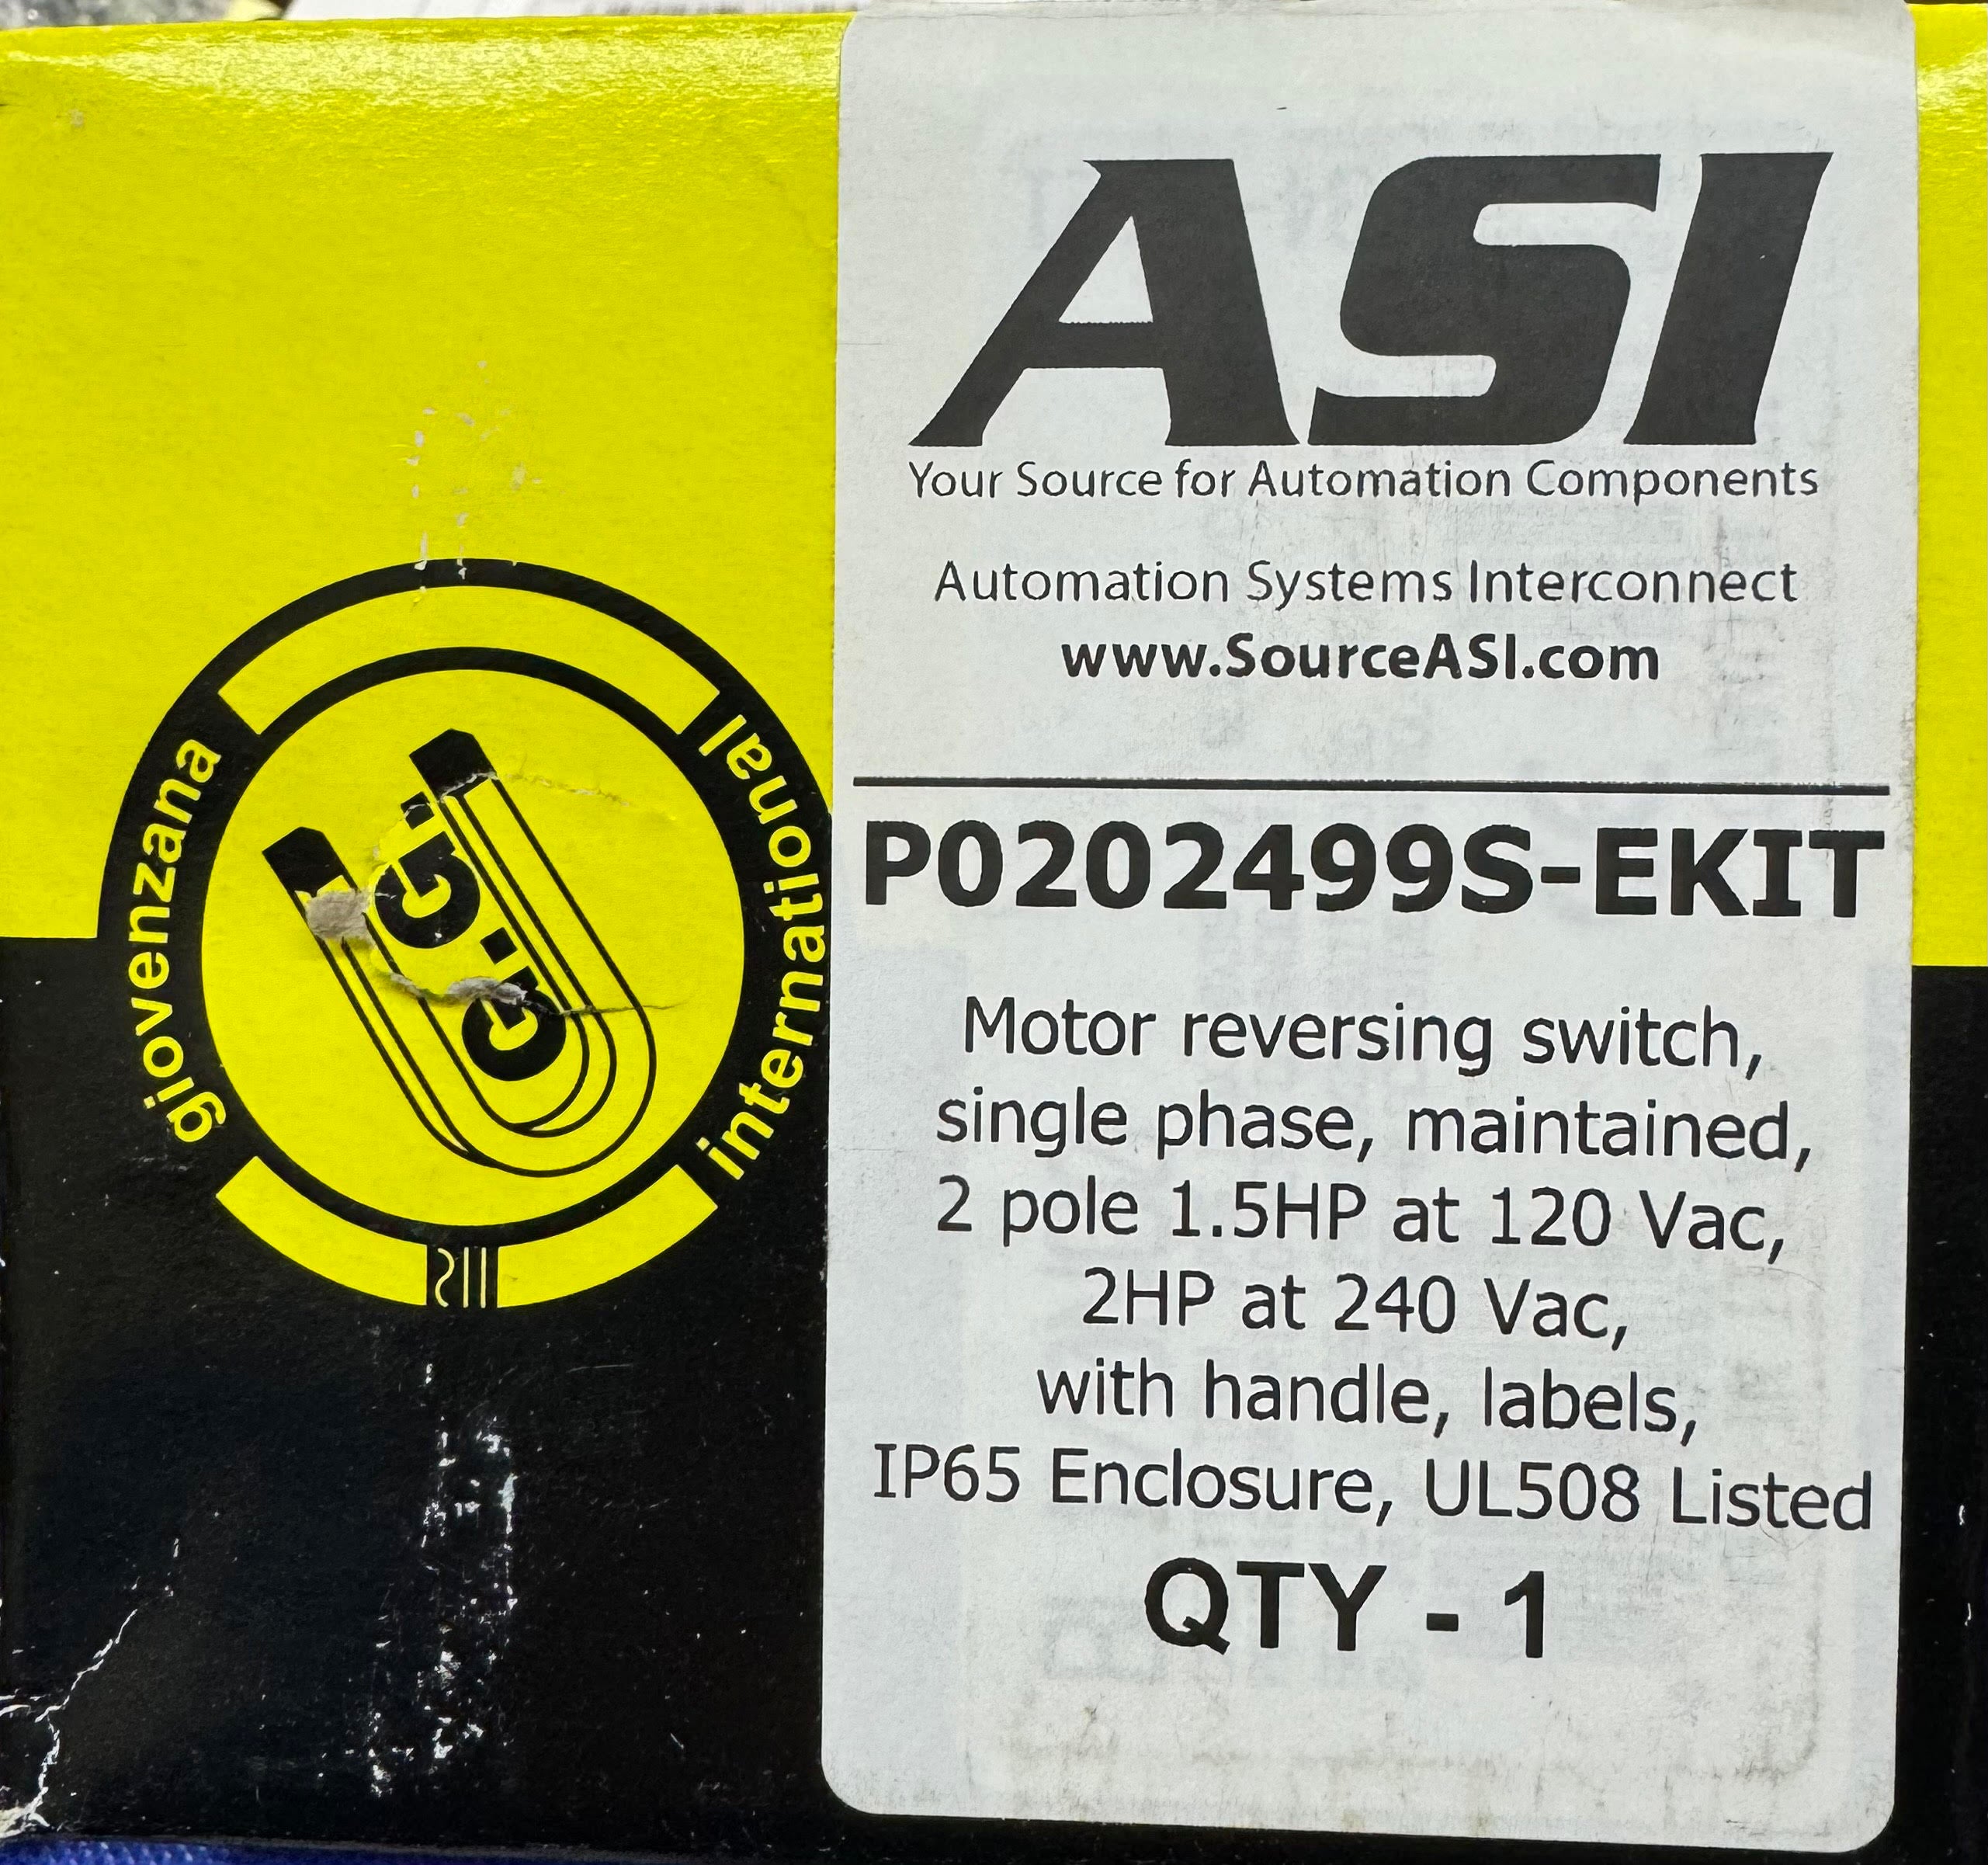 ASI
Your Source for Automation Components
Automation Systems Interconnect
www.SourceASI.com
P0202499S-EKIT
Motor reversing switch,
single phase, maintained,
2 pole 1.5HP at 120 Vac,
2HP at 240 Vac,
with handle, labels,
IP65 Enclosure, UL508 Listed
QTY - 1
giovenzana
international
G.G.